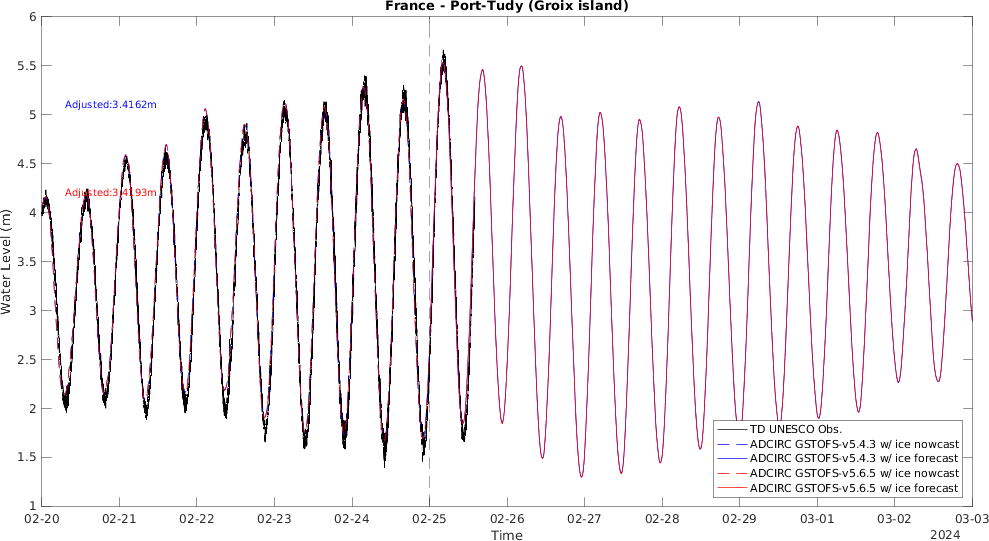 France - Port-Tudy (Groix island)
6
5.5
5
4.5
4
3.5
3
2.5
2
1.5
1
Water Level (m)
Adjusted:3.4162m
Adjusted:3.4193m
TD UNESCO Obs.
ADCIRC GSTOFS-v5.4.3 w/ ice nowcast
ADCIRC GSTOFS-v5.4.3 w/ ice forecast
ADCIRC GSTOFS-v5.6.5 w/ ice nowcast
ADCIRC GSTOFS-v5.6.5 w/ ice forecast
02-20 02-21 02-22 02-23 02-24 02-25 02-26 02-27 02-28 02-29 03-01 03-02 03-03
Time
2024